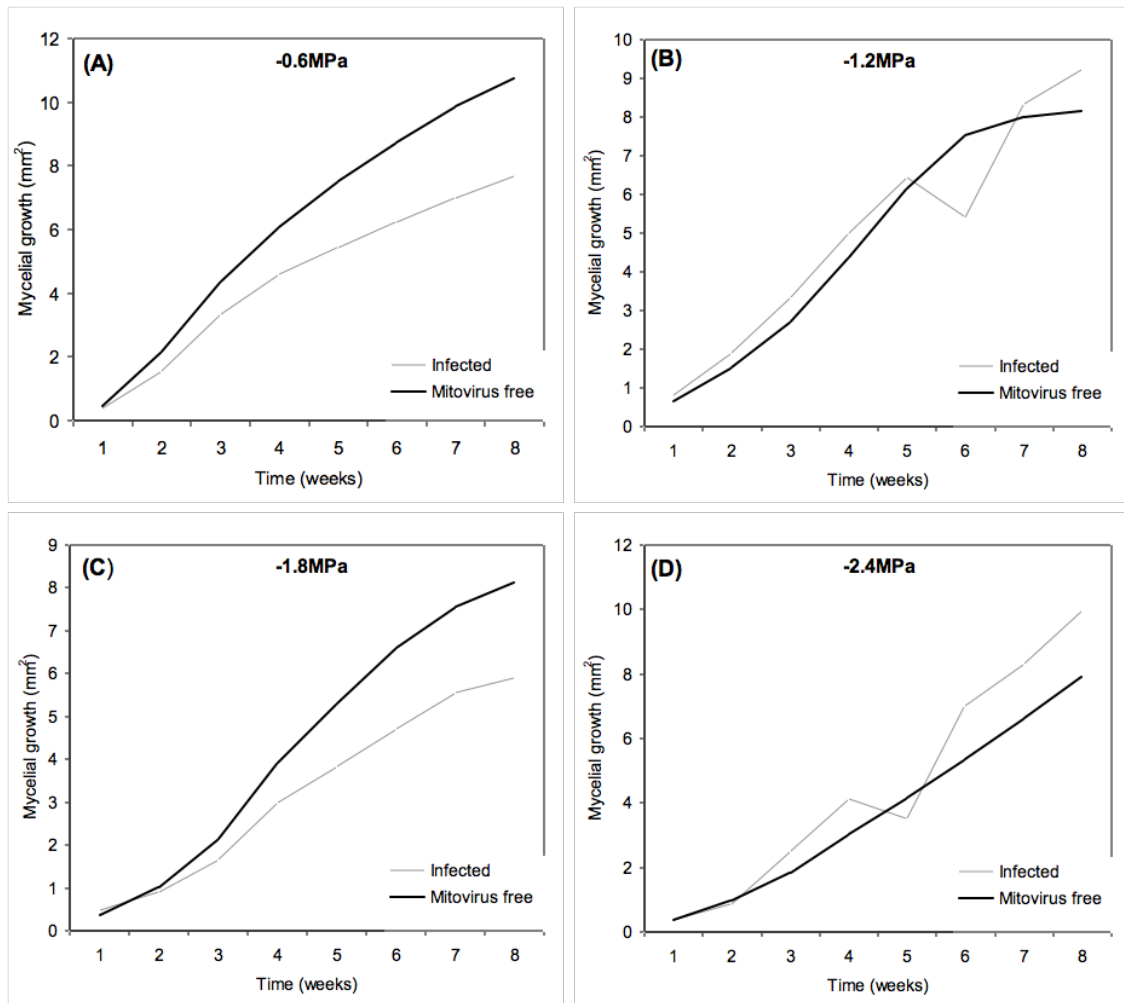 (A) -0.6MPa
Mycelial growth (mm²)
12
10
8
6
4
2
0
Infected
Mitovirus free
1 2 3 4 5 6 7 8
Time (weeks)
(B) -1.2MPa
Mycelial growth (mm²)
10
9
8
7
6
5
4
3
2
1
0
Infected
Mitovirus free
1 2 3 4 5 6 7 8
Time (weeks)
(C) -1.8MPa
Mycelial growth (mm²)
9
8
7
6
5
4
3
2
1
0
Infected
Mitovirus free
1 2 3 4 5 6 7 8
Time (weeks)
(D) -2.4MPa
Mycelial growth (mm²)
12
10
8
6
4
2
0
Infected
Mitovirus free
1 2 3 4 5 6 7 8
Time (weeks)